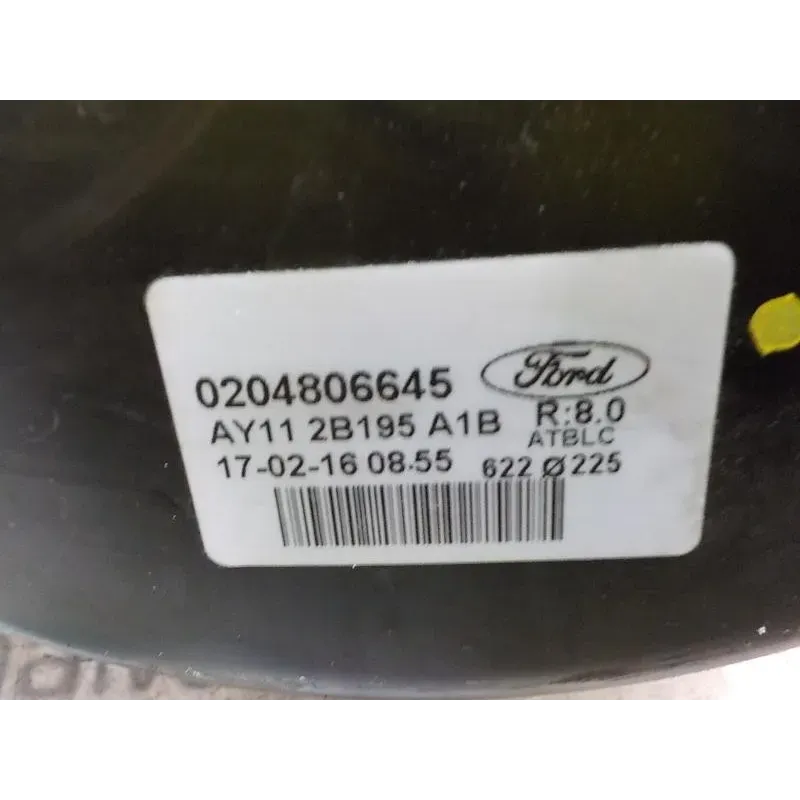 0204806645 Ford
AY11 2B195 A1B R:8.0
ATBLC
17-02-16 08.55 622 Ø225